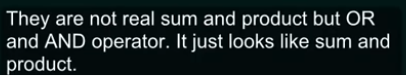 They are not real sum and product but OR
and AND operator. It just looks like sum and
product.